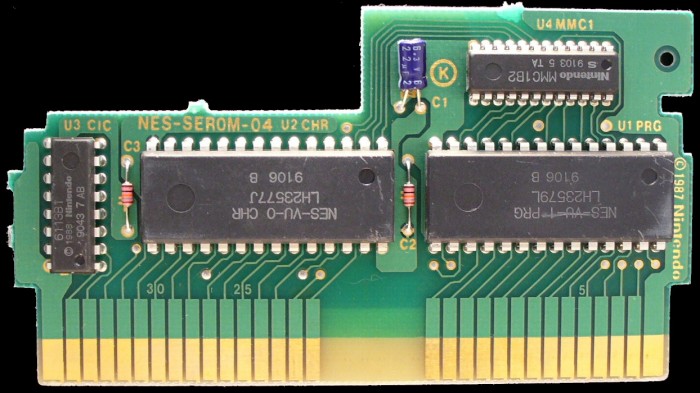 U4 MMC1
Nintendo
MMC1B2
S 9103 5 TA
K
C1
U3 CIC
NES-SEROM-04 U2 CHR
U1 PRG
C3
6113B1
© 1988 Nintendo
9043 7 AB
NES-VU-0 CHR
LH23577J
9106 B
NES-VU-1 PRG
LH23579L
9106 B
C2
©1987 Nintendo
30
25
5